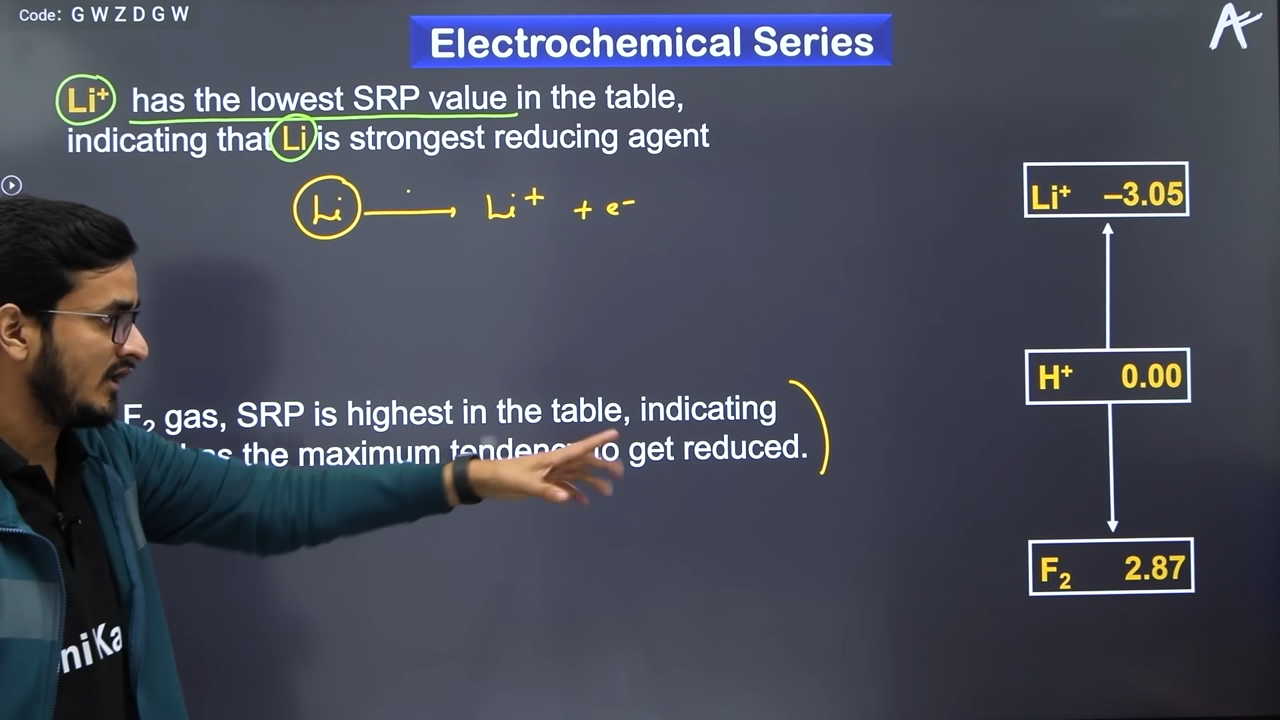 Code: G W Z D G W
Electrochemical Series
Li⁺ has the lowest SRP value in the table,
indicating that Li is strongest reducing agent
Li → Li⁺ + e⁻
Li⁺ –3.05
H⁺ 0.00
F₂ gas, SRP is highest in the table, indicating
the maximum tendency to get reduced.
F₂ 2.87